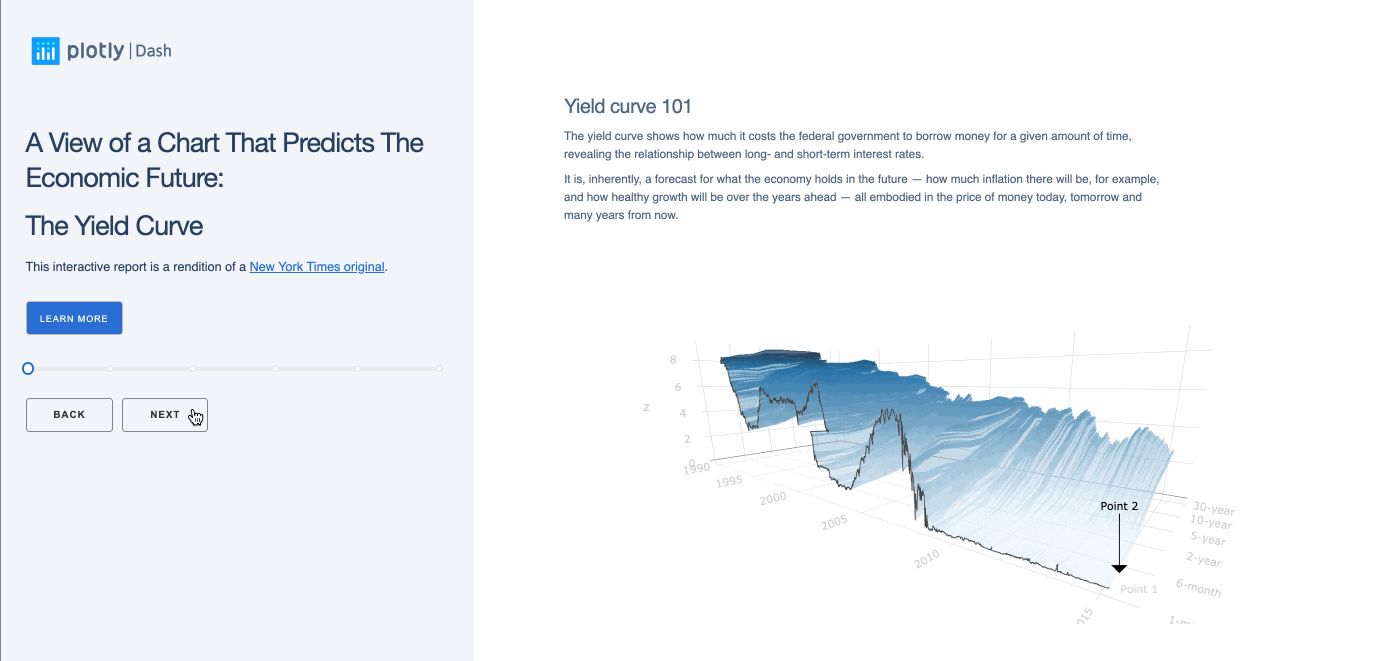 plotly | Dash
A View of a Chart That Predicts The
Economic Future:
The Yield Curve
This interactive report is a rendition of a New York Times original.
LEARN MORE
BACK
NEXT
Yield curve 101
The yield curve shows how much it costs the federal government to borrow money for a given amount of time,
revealing the relationship between long- and short-term interest rates.
It is, inherently, a forecast for what the economy holds in the future — how much inflation there will be, for example,
and how healthy growth will be over the years ahead — all embodied in the price of money today, tomorrow and
many years from now.
8
6
z
4
2
0
1990
1995
2000
2005
2010
Point 2
Point 1
30-year
10-year
5-year
2-year
6-month